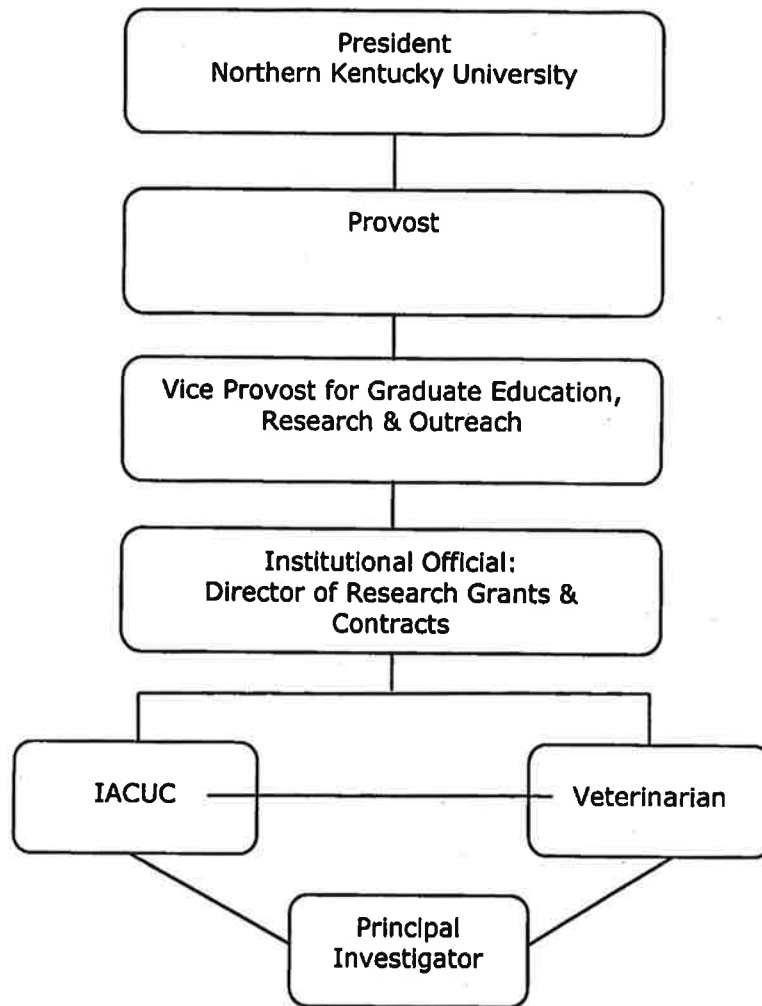 President
Northern Kentucky University
Provost
Vice Provost for Graduate Education,
Research & Outreach
Institutional Official:
Director of Research Grants &
Contracts
IACUC
Veterinarian
Principal
Investigator